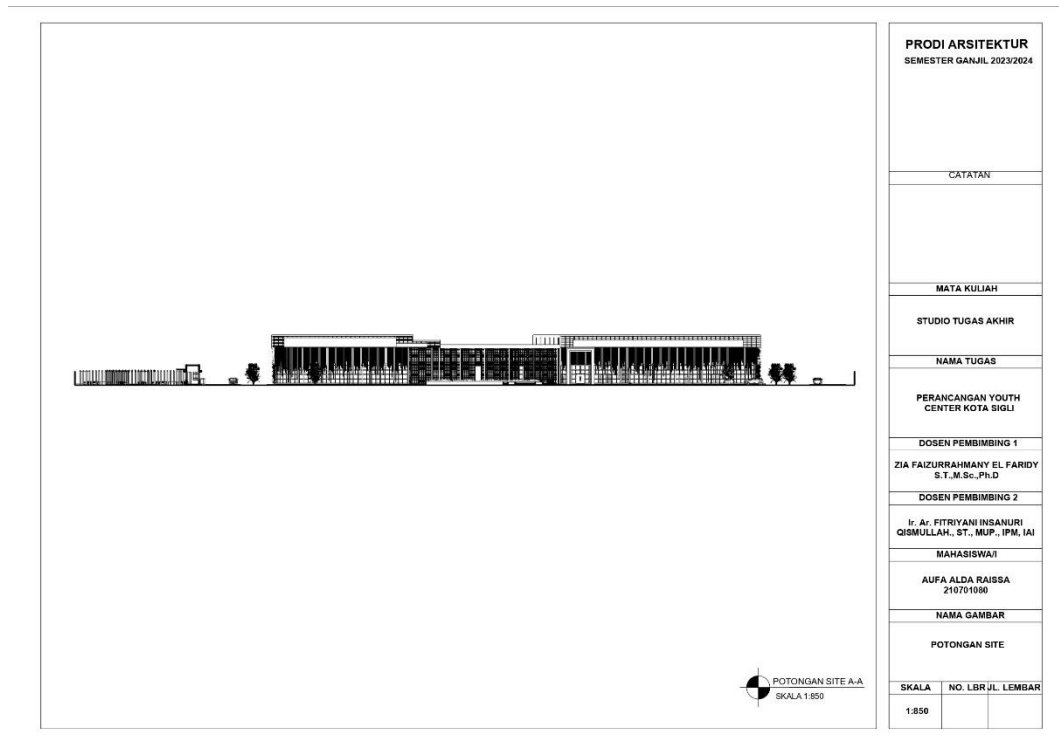 POTONGAN SITE A-A
SKALA 1:850
PRODI ARSITEKTUR
SEMESTER GANJIL 2023/2024
CATATAN
MATA KULIAH
STUDIO TUGAS AKHIR
NAMA TUGAS
PERANCANGAN YOUTH
CENTER KOTA SIGLI
DOSEN PEMBIMBING 1
ZIA FAIZURRAHMANY EL FARIDY
S.T.,M.Sc.,Ph.D
DOSEN PEMBIMBING 2
Ir. Ar. FITRIYANI INSANURI
QISMULLAH., ST., MUP., IPM, IAI
MAHASISWA/I
AUFA ALDA RAISSA
210701080
NAMA GAMBAR
POTONGAN SITE
SKALA NO. LBR JL. LEMBAR
1:850